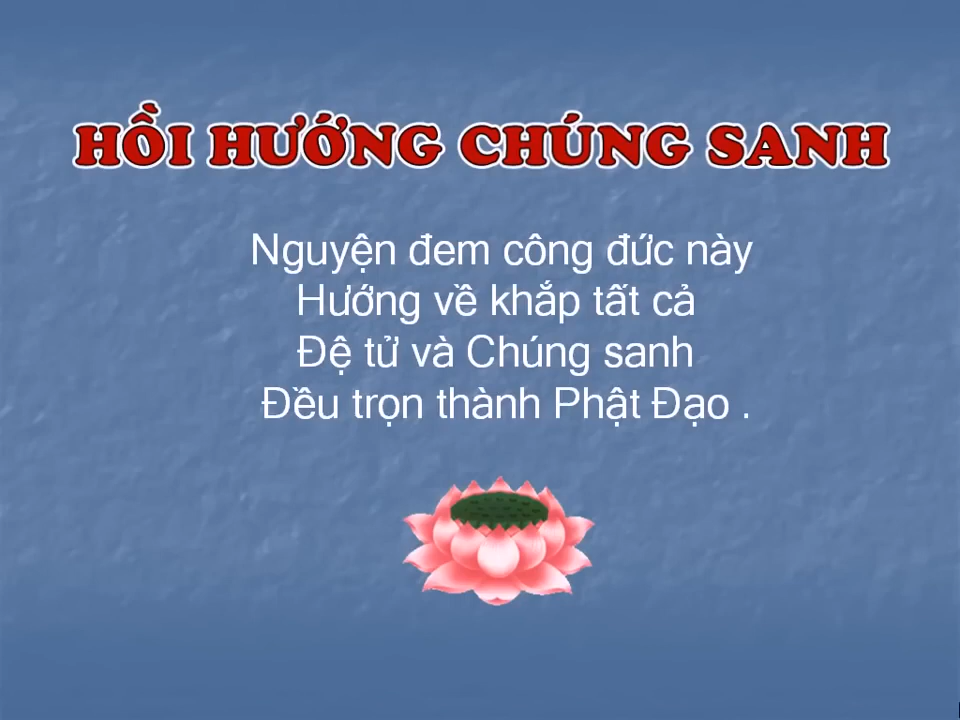 HỒI HƯỚNG CHÚNG SANH
Nguyện đem công đức này
Hướng về khắp tất cả
Đệ tử và Chúng sanh
Đều trọn thành Phật Đạo .